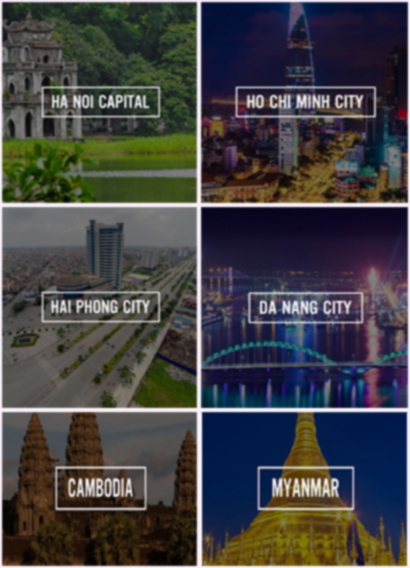 HA NOI CAPITAL
HO CHI MINH CITY
HAI PHONG CITY
DA NANG CITY
CAMBODIA
MYANMAR